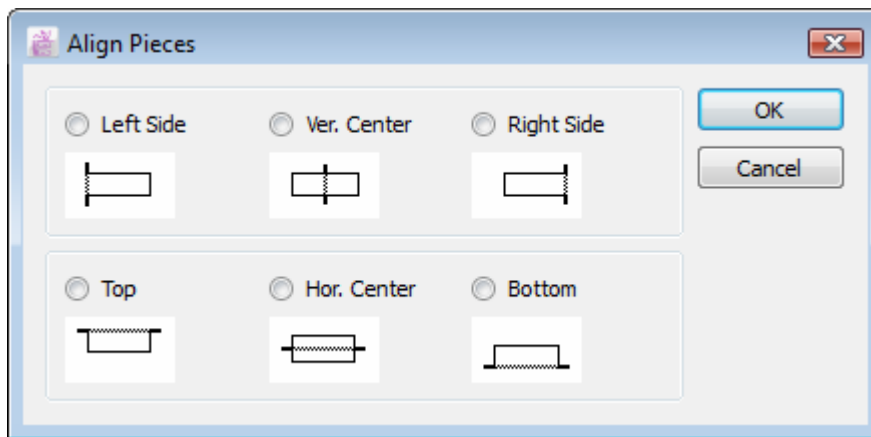 Align Pieces
Left Side Ver. Center Right Side
OK
Cancel
Top Hor. Center Bottom